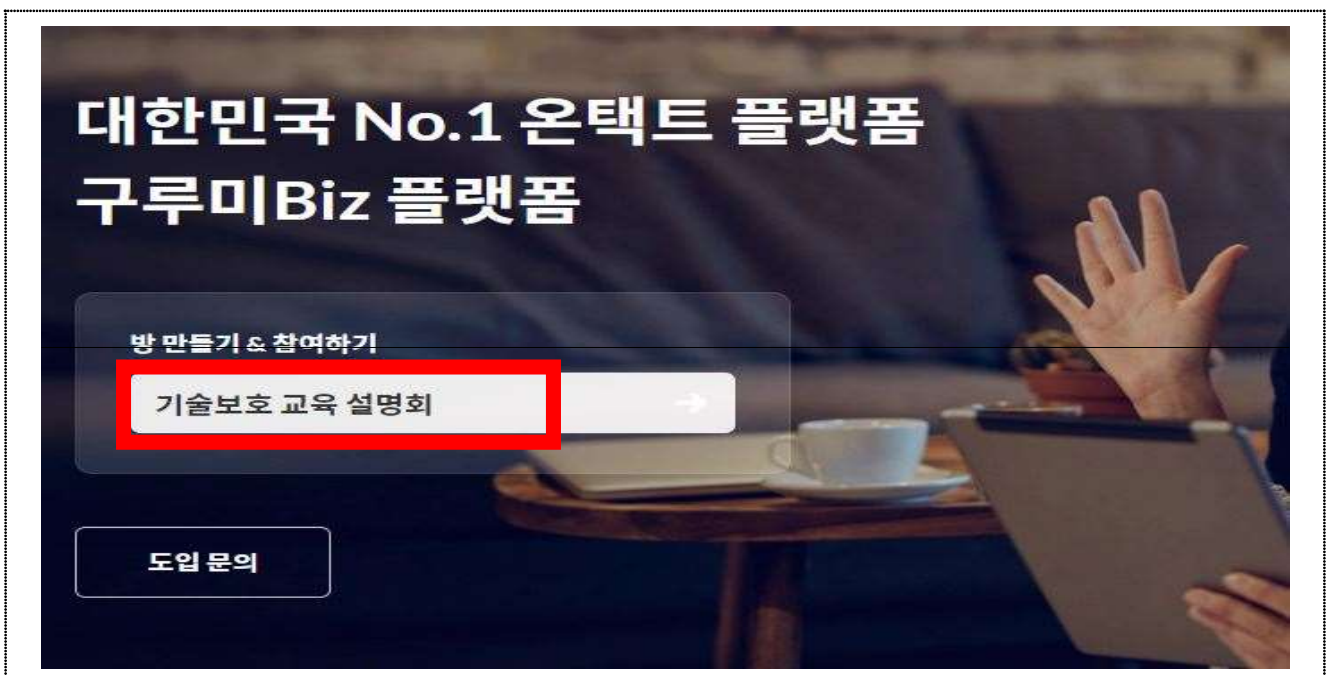 대한민국 No.1 온택트 플랫폼
구루미Biz 플랫폼
방 만들기 & 참여하기
기술보호 교육 설명회
도입 문의